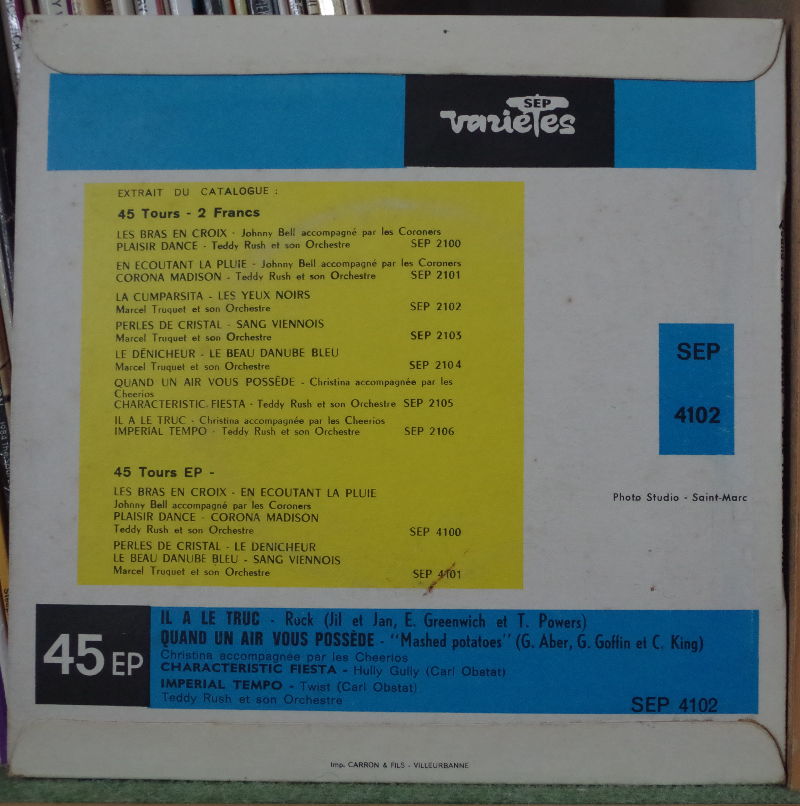 SEP
variétés
EXTRAIT DU CATALOGUE :
45 Tours - 2 Francs
LES BRAS EN CROIX - Johnny Bell accompagné par les Coroners
PLAISIR DANCE - Teddy Rush et son Orchestre SEP 2100
EN ECOUTANT LA PLUIE - Johnny Bell accompagné par les Coroners
CORONA MADISON - Teddy Rush et son Orchestre SEP 2101
LA CUMPARSITA - LES YEUX NOIRS
Marcel Truquet et son Orchestre SEP 2102
PERLES DE CRISTAL - SANG VIENNOIS
Marcel Truquet et son Orchestre SEP 2103
LE DÉNICHEUR - LE BEAU DANUBE BLEU
Marcel Truquet et son Orchestre SEP 2104
QUAND UN AIR VOUS POSSÈDE - Christina accompagnée par les
Cheerios
CHARACTERISTIC FIESTA - Teddy Rush et son Orchestre SEP 2105
IL A LE TRUC - Christina accompagnée par les Cheerios
IMPERIAL TEMPO - Teddy Rush et son Orchestre SEP 2106
45 Tours EP -
LES BRAS EN CROIX - EN ECOUTANT LA PLUIE
Johnny Bell accompagné par les Coroners
PLAISIR DANCE - CORONA MADISON
Teddy Rush et son Orchestre SEP 4100
PERLES DE CRISTAL - LE DENICHEUR
LE BEAU DANUBE BLEU - SANG VIENNOIS
Marcel Truquet et son Orchestre SEP 4101
SEP
4102
Photo Studio - Saint-Marc
45 EP
IL A LE TRUC - Rock (Jil et Jan, E. Greenwich et T. Powers)
QUAND UN AIR VOUS POSSÈDE - "Mashed potatoes" (G. Aber, G. Goffin et C. King)
Christina accompagnée par les Cheerios
CHARACTERISTIC FIESTA - Hully Gully (Carl Obstat)
IMPERIAL TEMPO - Twist (Carl Obstat)
Teddy Rush et son Orchestre
SEP 4102
Imp. CARRON & FILS - VILLEURBANNE